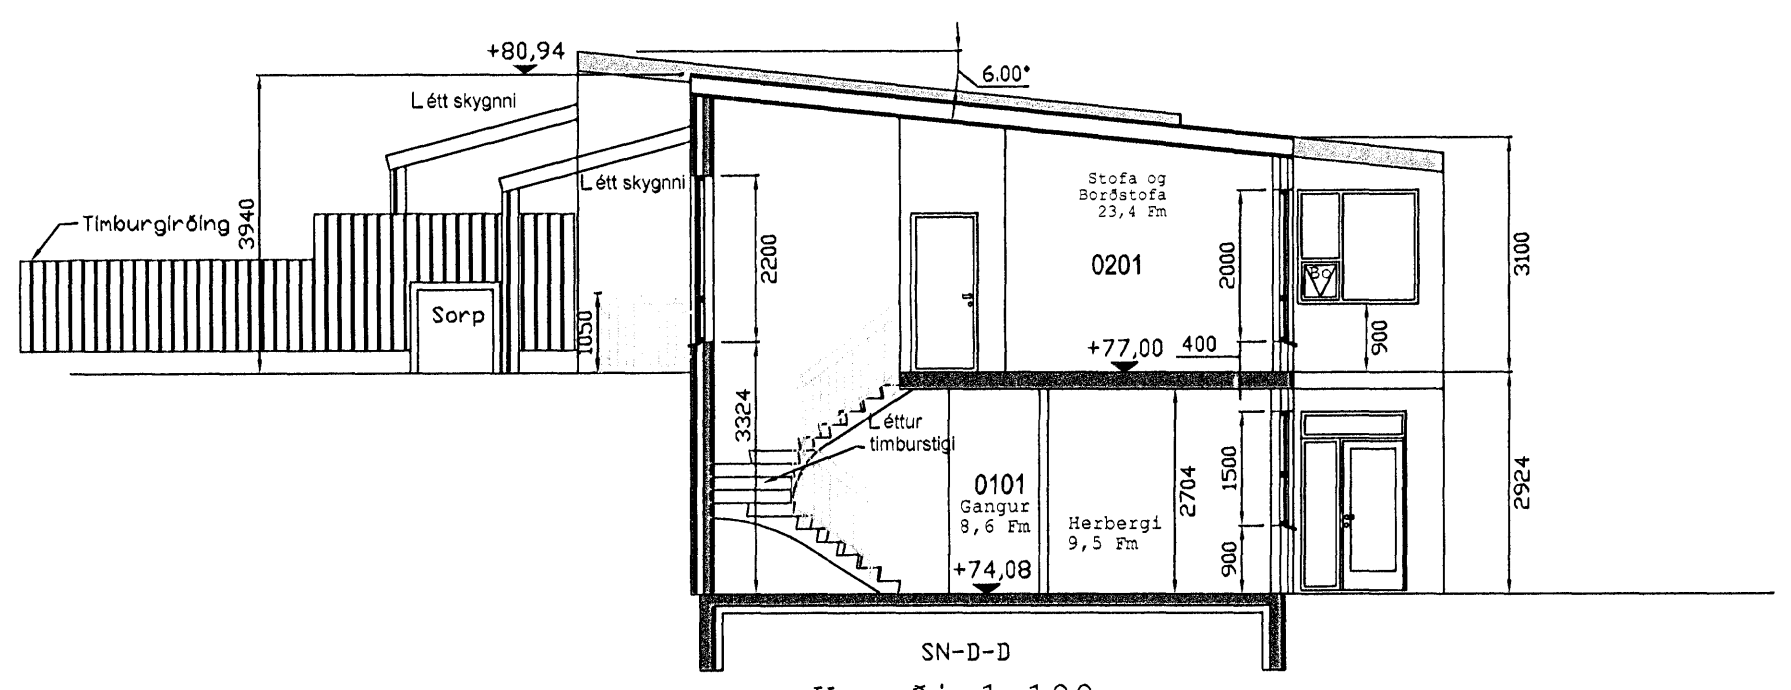 +80,94
6.00°
Létt skygnni
Létt skygnni
Timburgirðing
3940
2200
Stofa og
Borðstofa
23,4 Fm
0201
2000
3100
Bo
Sorp
1050
+77,00
400
900
3324
Léttur
timburstigi
0101
Gangur
8,6 Fm
Herbergi
9,5 Fm
2704
1500
2924
900
+74,08
SN-D-D